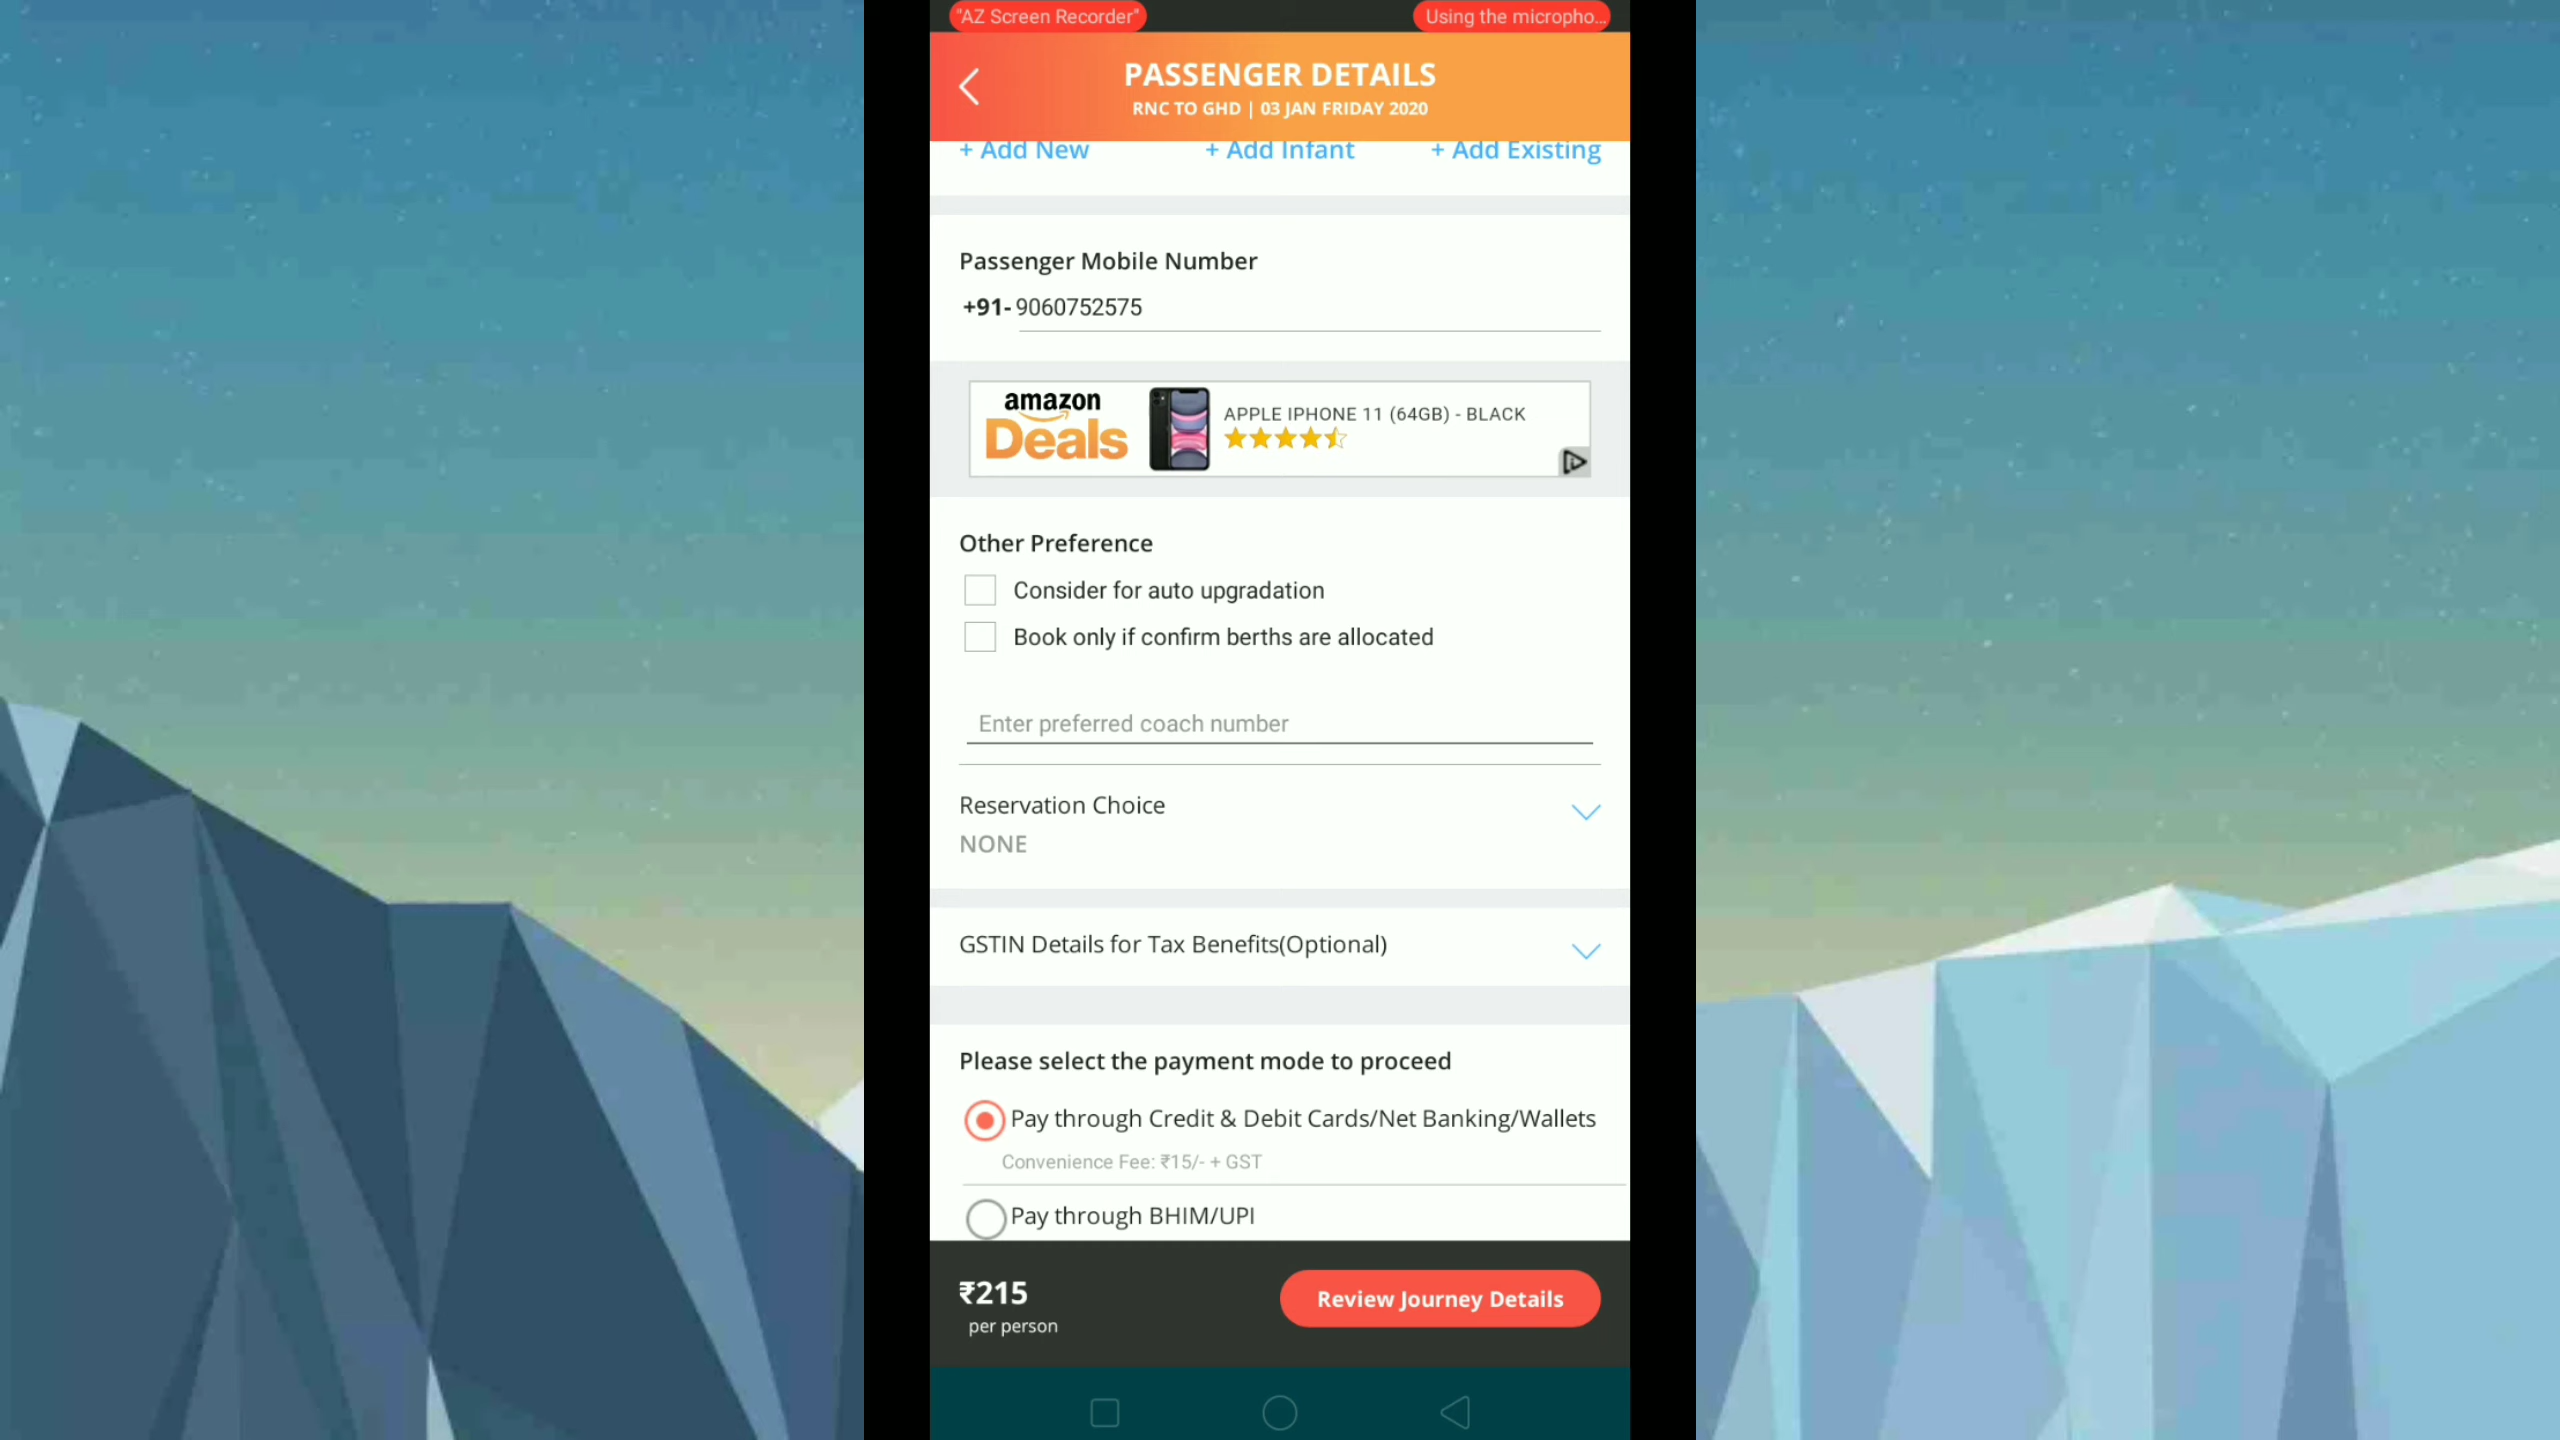 "AZ Screen Recorder"
Using the micropho...
PASSENGER DETAILS
RNC TO GHD | 03 JAN FRIDAY 2020
+ Add New + Add Infant + Add Existing
Passenger Mobile Number
+91- 9060752575
amazon
Deals
APPLE IPHONE 11 (64GB) - BLACK
Other Preference
Consider for auto upgradation
Book only if confirm berths are allocated
Enter preferred coach number
Reservation Choice
NONE
GSTIN Details for Tax Benefits(Optional)
Please select the payment mode to proceed
Pay through Credit & Debit Cards/Net Banking/Wallets
Convenience Fee: ₹15/- + GST
Pay through BHIM/UPI
₹215
per person
Review Journey Details